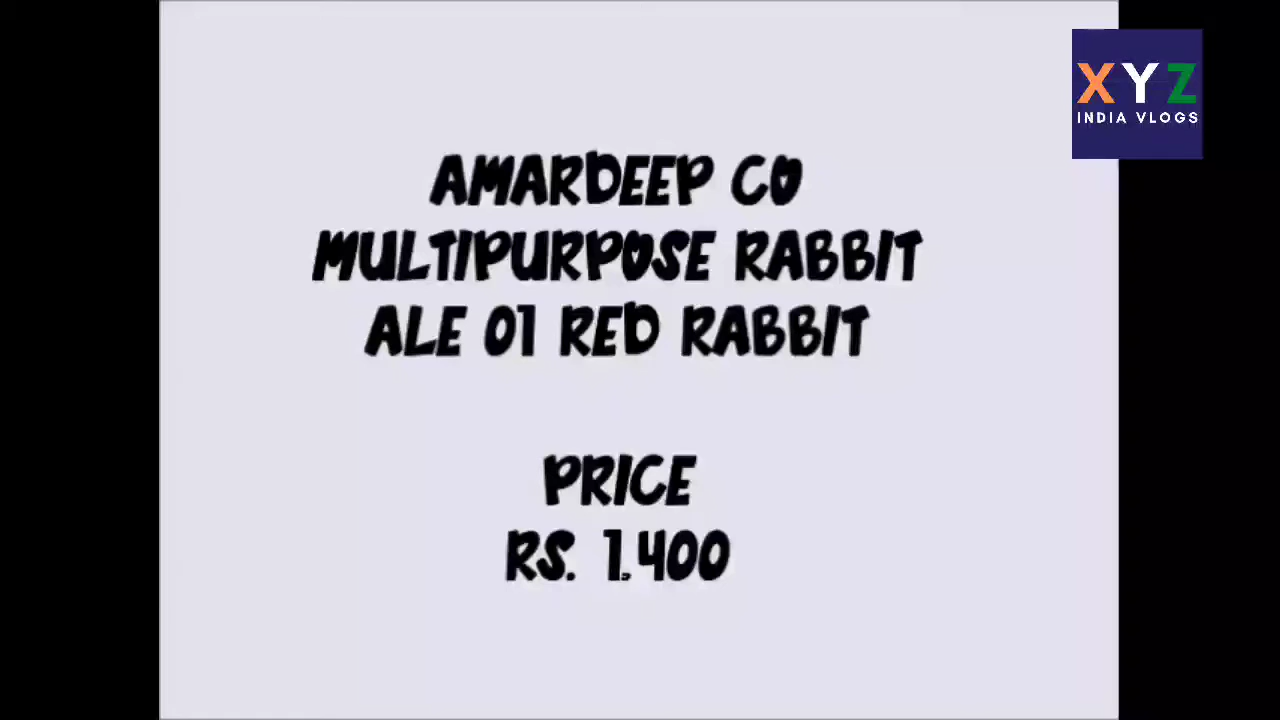 XYZ
INDIA VLOGS
AMARDEEP CO
MULTIPURPOSE RABBIT
ALE 01 RED RABBIT
PRICE
RS. 1,400